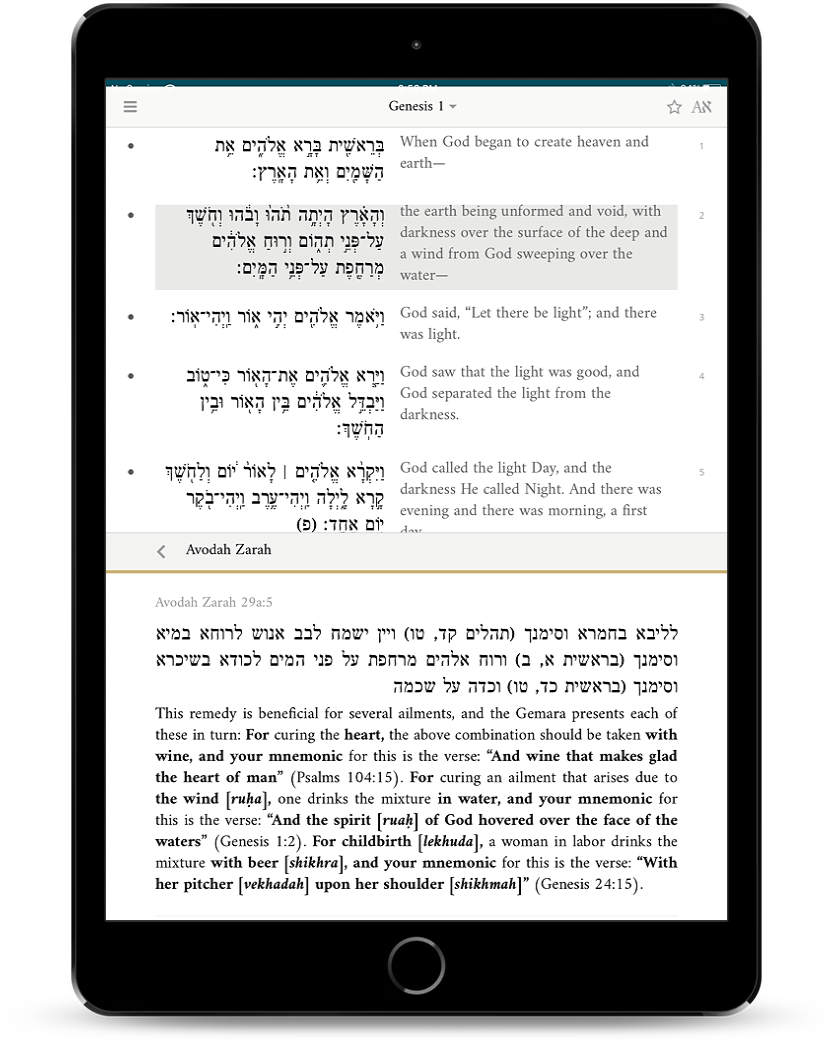 Genesis 1
אA
בְּרֵאשִׁ֖ית בָּרָ֣א אֱלֹהִ֑ים אֵ֥ת
הַשָּׁמַ֖יִם וְאֵ֥ת הָאָֽרֶץ׃
When God began to create heaven and
earth—
1
וְהָאָ֗רֶץ הָיְתָ֥ה תֹ֙הוּ֙ וָבֹ֔הוּ וְחֹ֖שֶׁךְ
עַל־פְּנֵ֣י תְה֑וֹם וְר֣וּחַ אֱלֹהִ֔ים
מְרַחֶ֖פֶת עַל־פְּנֵ֥י הַמָּֽיִם׃
the earth being unformed and void, with
darkness over the surface of the deep and
a wind from God sweeping over the
water—
2
וַיֹּ֥אמֶר אֱלֹהִ֖ים יְהִ֣י א֑וֹר וַֽיְהִי־אֽוֹר׃
God said, “Let there be light”; and there
was light.
3
וַיַּ֧רְא אֱלֹהִ֛ים אֶת־הָא֖וֹר כִּי־ט֑וֹב
וַיַּבְדֵּ֣ל אֱלֹהִ֔ים בֵּ֥ין הָא֖וֹר וּבֵ֥ין
הַחֹֽשֶׁךְ׃
God saw that the light was good, and
God separated the light from the
darkness.
4
וַיִּקְרָ֨א אֱלֹהִ֤ים ׀ לָאוֹר֙ י֔וֹם וְלַחֹ֖שֶׁךְ
קָ֣רָא לָ֑יְלָה וַֽיְהִי־עֶ֥רֶב וַֽיְהִי־בֹ֖קֶר
י֥וֹם אֶחָֽד׃ (פ)
God called the light Day, and the
darkness He called Night. And there was
evening and there was morning, a first
day
5
Avodah Zarah
Avodah Zarah 29a:5
לליבא בחמרא וסימנך (תהלים קד, טו) ויין ישמח לבב אנוש לרוחא במיא
וסימנך (בראשית א, ב) ורוח אלהים מרחפת על פני המים לכודא בשיכרא
וסימנך (בראשית כד, טו) וכדה על שכמה
This remedy is beneficial for several ailments, and the Gemara presents each of
these in turn: For curing the heart, the above combination should be taken with
wine, and your mnemonic for this is the verse: “And wine that makes glad
the heart of man” (Psalms 104:15). For curing an ailment that arises due to
the wind [ruḥa], one drinks the mixture in water, and your mnemonic for
this is the verse: “And the spirit [ruaḥ] of God hovered over the face of the
waters” (Genesis 1:2). For childbirth [lekhuda], a woman in labor drinks the
mixture with beer [shikhra], and your mnemonic for this is the verse: “With
her pitcher [vekhadah] upon her shoulder [shikhmah]” (Genesis 24:15).